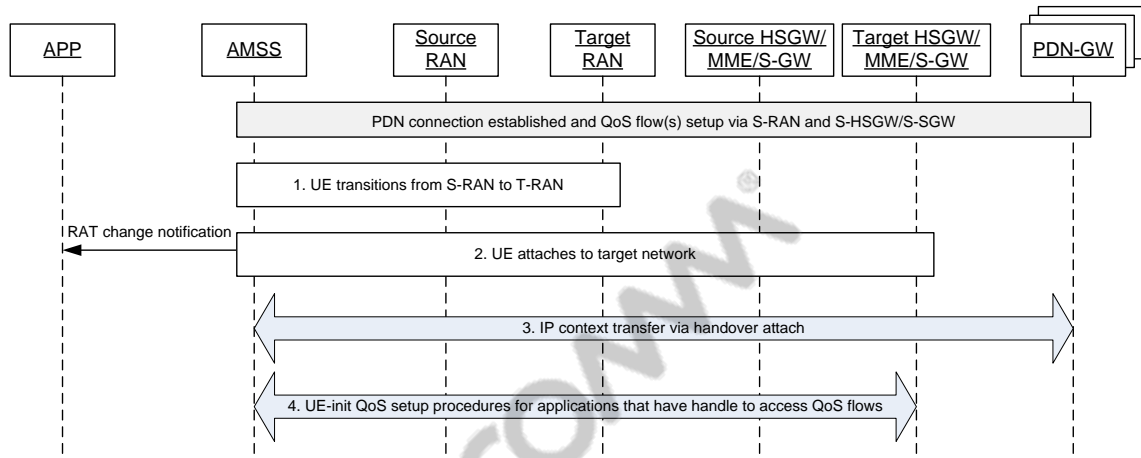 APP
AMSS
Source
RAN
Target
RAN
Source HSGW/
MME/S-GW
Target HSGW/
MME/S-GW
PDN-GW
PDN connection established and QoS flow(s) setup via S-RAN and S-HSGW/S-SGW
1. UE transitions from S-RAN to T-RAN
RAT change notification
2. UE attaches to target network
3. IP context transfer via handover attach
4. UE-init QoS setup procedures for applications that have handle to access QoS flows